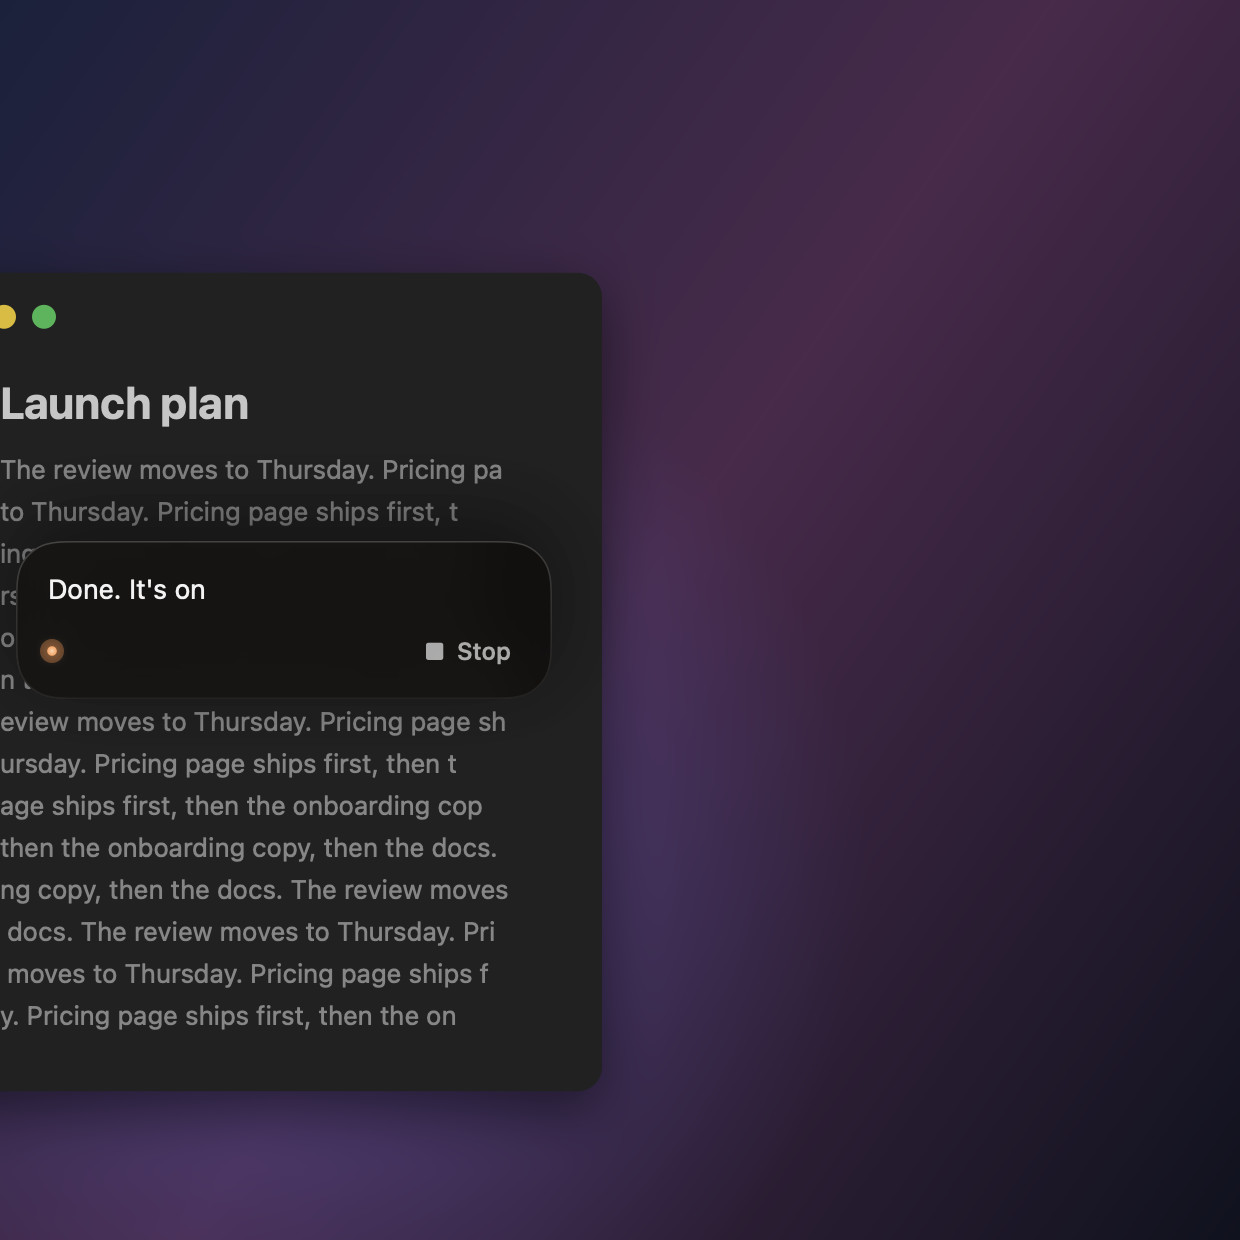 Launch plan
The review moves to Thursday. Pricing pa
to Thursday. Pricing page ships first, t
ing
rs
o
n t
Done. It's on
Stop
eview moves to Thursday. Pricing page sh
ursday. Pricing page ships first, then t
age ships first, then the onboarding cop
then the onboarding copy, then the docs.
ng copy, then the docs. The review moves
docs. The review moves to Thursday. Pri
moves to Thursday. Pricing page ships f
y. Pricing page ships first, then the on